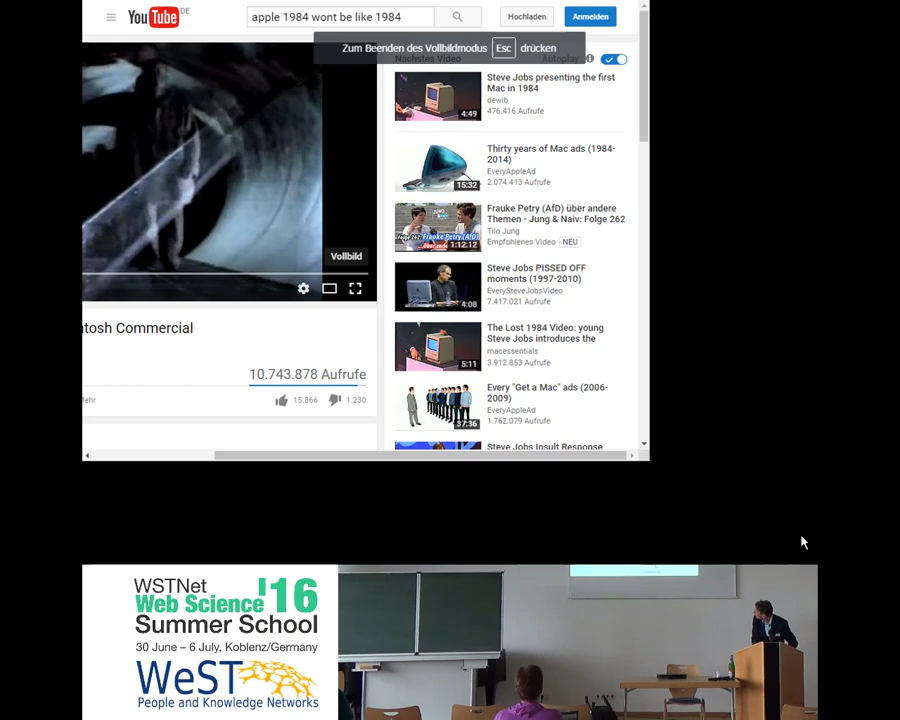 YouTube DE
apple 1984 wont be like 1984
Hochladen
Anmelden
Zum Beenden des Vollbildmodus Esc drücken
Nächstes Video
Autoplay
Steve Jobs presenting the first
Mac in 1984
dewib
476.416 Aufrufe
4:49
Thirty years of Mac ads (1984-
2014)
EveryAppleAd
2.074.413 Aufrufe
15:32
Frauke Petry (AfD) über andere
Themen - Jung & Naiv: Folge 262
Tilo Jung
Empfohlenes Video NEU
Folge 262:
Frauke Petry (AfD)
1:12:12
Vollbild
Steve Jobs PISSED OFF
moments (1997-2010)
EverySteveJobsVideo
7.417.021 Aufrufe
4:08
The Lost 1984 Video: young
Steve Jobs introduces the
macessentials
3.912.853 Aufrufe
5:11
Every "Get a Mac" ads (2006-
2009)
EveryAppleAd
1.762.079 Aufrufe
37:36
Steve Jobs Insult Response
tosh Commercial
10.743.878 Aufrufe
ehr
15.866
1.230
WSTNet
Web Science '16
Summer School
30 June – 6 July, Koblenz/Germany
WeST
People and Knowledge Networks